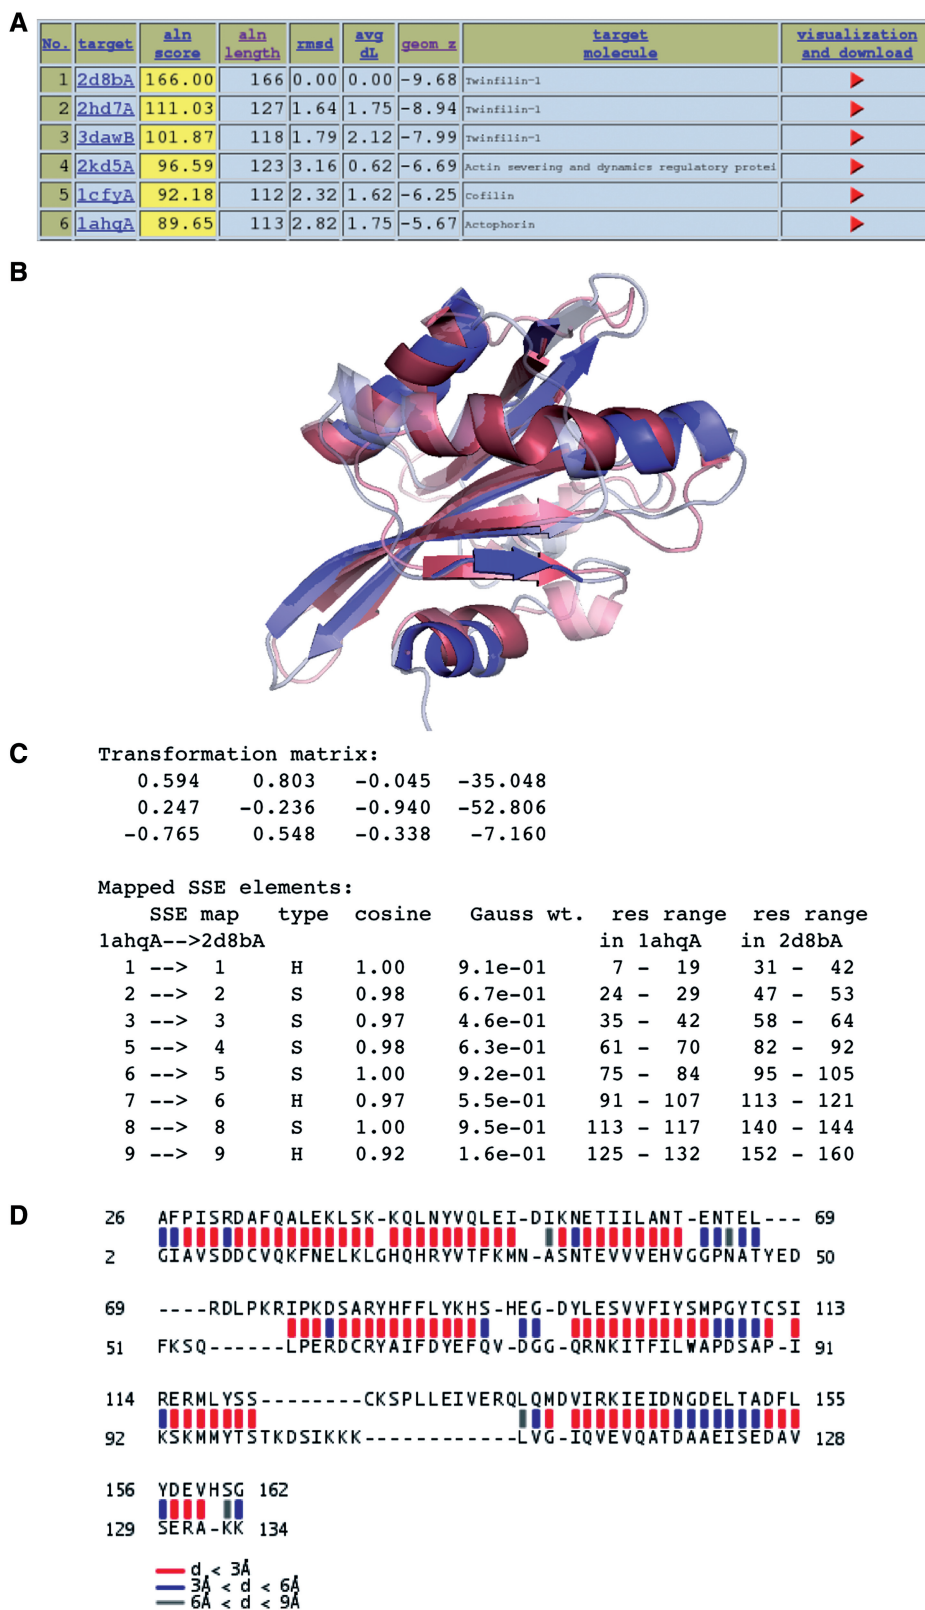 A
No. target aln score aln length rmsd avg dL geom z target molecule visualization and download
1 2d8bA 166.00 166 0.00 0.00 -9.68 Twinfilin-1
2 2hd7A 111.03 127 1.64 1.75 -8.94 Twinfilin-1
3 3dawB 101.87 118 1.79 2.12 -7.99 Twinfilin-1
4 2kd5A 96.59 123 3.16 0.62 -6.69 Actin severing and dynamics regulatory protei
5 1cfyA 92.18 112 2.32 1.62 -6.25 Cofilin
6 1ahqA 89.65 113 2.82 1.75 -5.67 Actophorin
B
C
Transformation matrix:
0.594 0.803 -0.045 -35.048
0.247 -0.236 -0.940 -52.806
-0.765 0.548 -0.338 -7.160
Mapped SSE elements:
SSE map type cosine Gauss wt. res range res range
1ahqA-->2d8bA in 1ahqA in 2d8bA
1 --> 1 H 1.00 9.1e-01 7 - 19 31 - 42
2 --> 2 S 0.98 6.7e-01 24 - 29 47 - 53
3 --> 3 S 0.97 4.6e-01 35 - 42 58 - 64
5 --> 4 S 0.98 6.3e-01 61 - 70 82 - 92
6 --> 5 S 1.00 9.2e-01 75 - 84 95 - 105
7 --> 6 H 0.97 5.5e-01 91 - 107 113 - 121
8 --> 8 S 1.00 9.5e-01 113 - 117 140 - 144
9 --> 9 H 0.92 1.6e-01 125 - 132 152 - 160
D
26 AFPISRDAFQALEKLSK-KQLNYVQLEI-DIKNETIILANT-ENTEL--- 69
2 GIAVSDDCVQKFNELKLGHQHRYVTFKMN-ASNTEVVVEHVGGPNATYED 50
69 ----RDLPKRIPKDSARYHFFLYKHS-HEG-DYLESVVFIYSMPGYTCSI 113
51 FKSQ------LPERDCRYAIFDYEFQV-DGG-QRNKITFILWAPDSAP-I 91
114 RERMLYSS---------CKSPLLEIVERQLQMDVIRKIEIDNGDELTADFL 155
92 KSKMMYTSTKDSIKKK------------LVG-IQVEVQATDAAEISEDAV 128
156 YDEVHSG 162
129 SERA-KK 134
d < 3Å
3Å < d < 6Å
6Å < d < 9Å